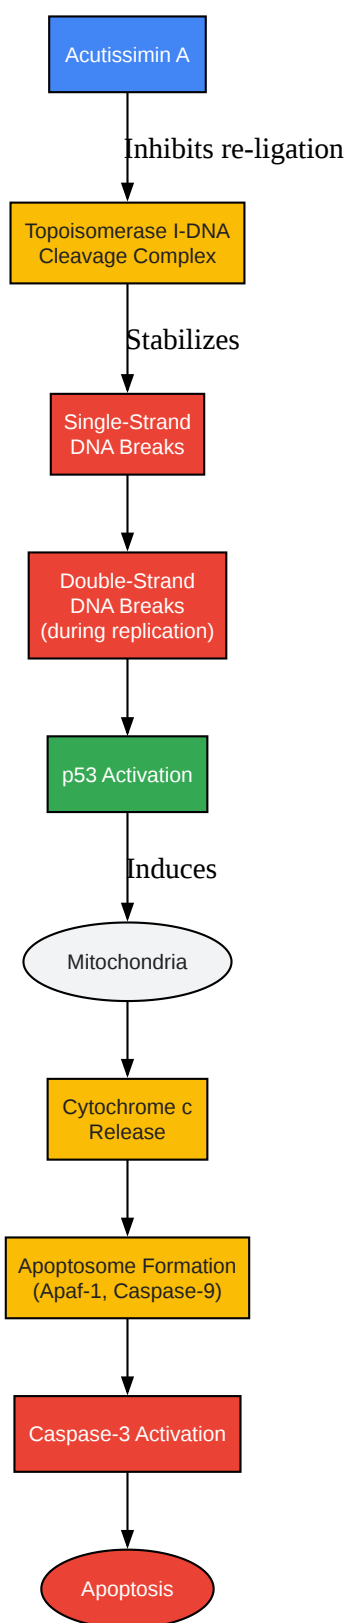 Acutissimin A
Inhibits re-ligation
Topoisomerase I-DNA
Cleavage Complex
Stabilizes
Single-Strand
DNA Breaks
Double-Strand
DNA Breaks
(during replication)
p53 Activation
Induces
Mitochondria
Cytochrome c
Release
Apoptosome Formation
(Apaf-1, Caspase-9)
Caspase-3 Activation
Apoptosis